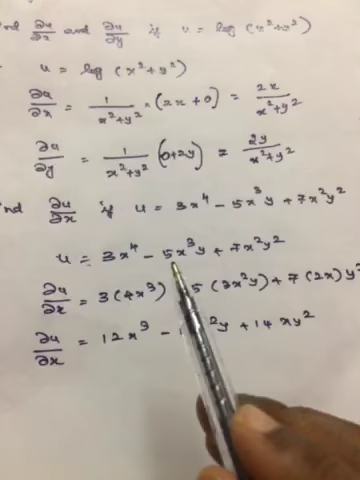 ∂u/∂x and ∂u/∂y if u = log (x² + y²)
u = log (x² + y²)
∂u/∂x = 1/(x² + y²) · (2x + 0) = 2x/(x² + y²)
∂u/∂y = 1/(x² + y²) (0 + 2y) = 2y/(x² + y²)
∂u/∂x if u = 3x⁴ - 5x³y + 7x²y²
u = 3x⁴ - 5x³y + 7x²y²
∂u/∂x = 3(4x³) 5(3x²y) + 7(2x)y²
∂u/∂x = 12x³ - ²y + 14xy²